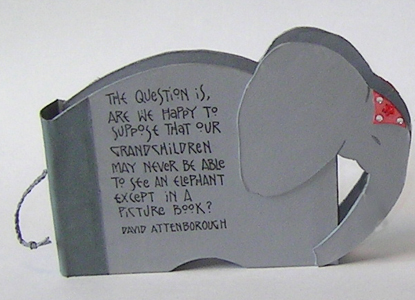 THE QUESTION IS,
ARE WE HAPPY TO
SUPPOSE THAT OUR
GRANDCHILDREN
MAY NEVER BE ABLE
TO SEE AN ELEPHANT
EXCEPT IN A
PICTURE BOOK?
DAVID ATTENBOROUGH